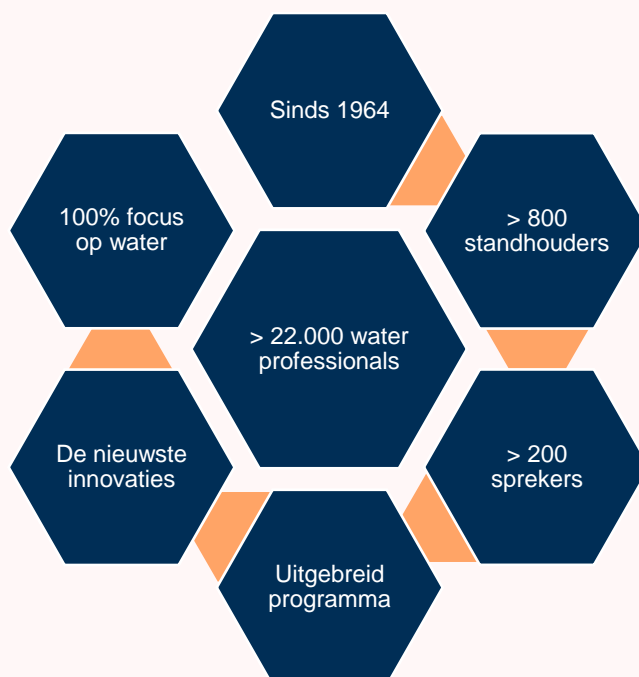 Sinds 1964
> 800
standhouders
> 200
sprekers
Uitgebreid
programma
De nieuwste
innovaties
100% focus
op water
> 22.000 water
professionals